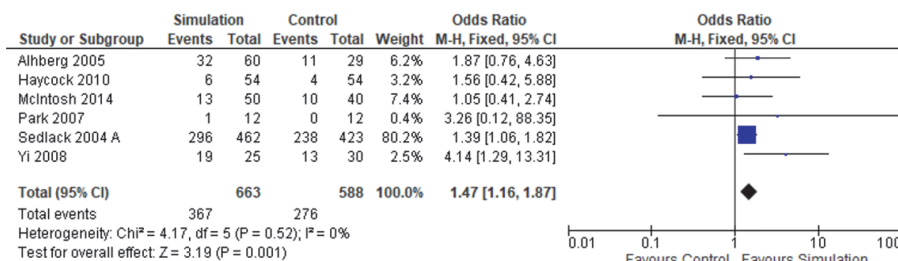 Simulation Control Odds Ratio Odds Ratio
Study or Subgroup Events Total Events Total Weight M-H, Fixed, 95% CI M-H, Fixed, 95% CI
Alhberg 2005 32 60 11 29 6.2% 1.87 [0.76, 4.63]
Haycock 2010 6 54 4 54 3.2% 1.56 [0.42, 5.88]
McIntosh 2014 13 50 10 40 7.4% 1.05 [0.41, 2.74]
Park 2007 1 12 0 12 0.4% 3.26 [0.12, 88.35]
Sedlack 2004 A 296 462 238 423 80.2% 1.39 [1.06, 1.82]
Yi 2008 19 25 13 30 2.5% 4.14 [1.29, 13.31]
Total (95% CI) 663 588 100.0% 1.47 [1.16, 1.87]
Total events 367 276
Heterogeneity: Chi² = 4.17, df = 5 (P = 0.52); I² = 0%
Test for overall effect: Z = 3.19 (P = 0.001)
0.01 0.1 1 10 100
Favours Control Favours Simulation